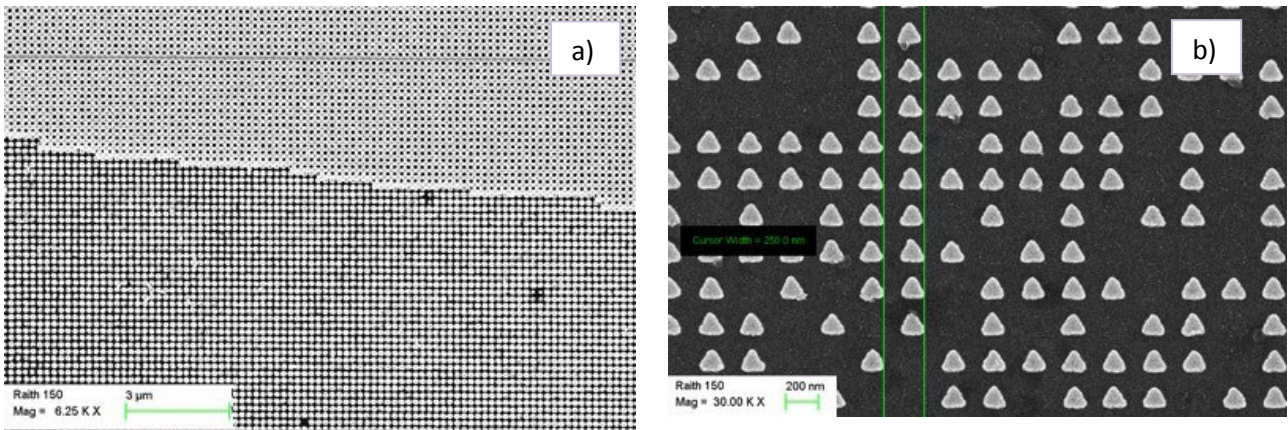 a)
Raith 150
3 µm
Mag = 6.25 K X
b)
Cursor Width = 250.0 nm
Raith 150
200 nm
Mag = 30.00 K X